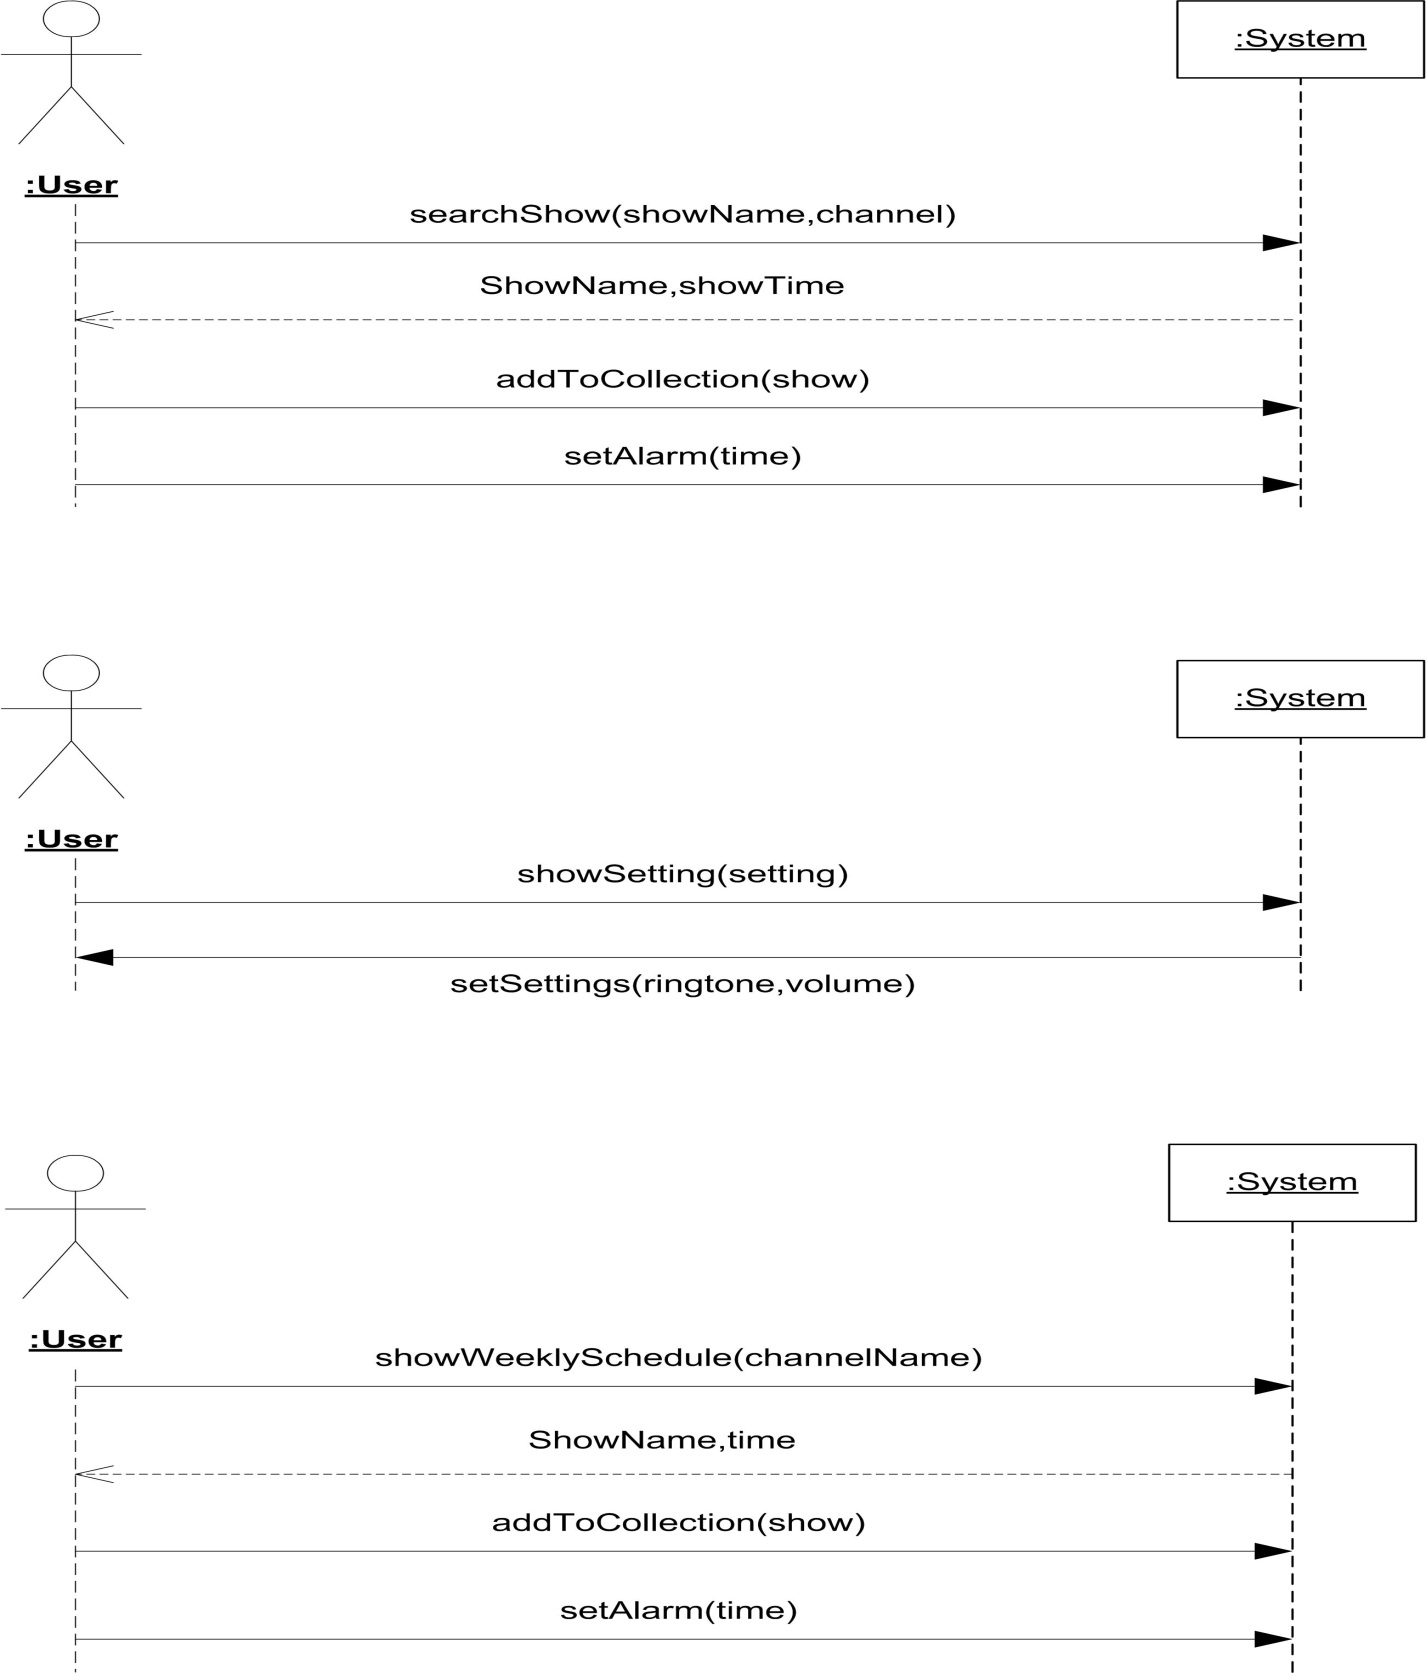 :System
:User
searchShow(showName,channel)
ShowName,showTime
addToCollection(show)
setAlarm(time)
:System
:User
showSetting(setting)
setSettings(ringtone,volume)
:System
:User
showWeeklySchedule(channelName)
ShowName,time
addToCollection(show)
setAlarm(time)